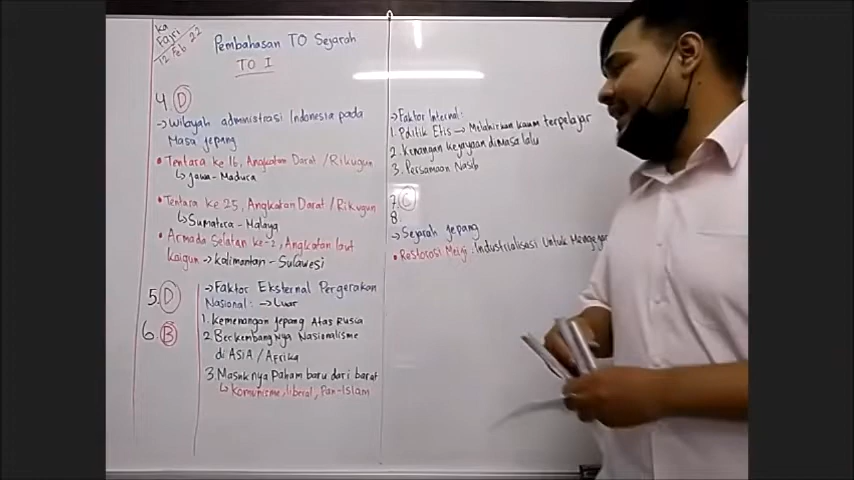 Ka
Fajri
12 Feb 22
Pembahasan TO Sejarah
TO I
4. D
→ Wilayah administrasi Indonesia pada
Masa jepang
• Tentara ke 16, Angkatan Darat / Rikugun
↳ Jawa - Madura
• Tentara ke 25, Angkatan Darat / Rikugun
↳ Sumatera - Malaya
• Armada Selatan ke-2, Angkatan laut
Kaigun → Kalimantan - Sulawesi
5. D
→ Faktor Eksternal Pergerakan
Nasional: → Luar
1. Kemenangan jepang Atas Rusia
6. B
2. Berkembangnya Nasionalisme
di ASIA / Afrika
3. Masuknya Paham baru dari barat
↳ Komunisme, liberal, Pan-Islam
→ Faktor Internal:
1. Politik Etis → Melahirkan kaum terpelajar
2. Kenangan kejayaan dimasa lalu
3. Persamaan Nasib
7. C
8.
→ Sejarah jepang
• Restorasi Meiji: Industrialisasi Untuk